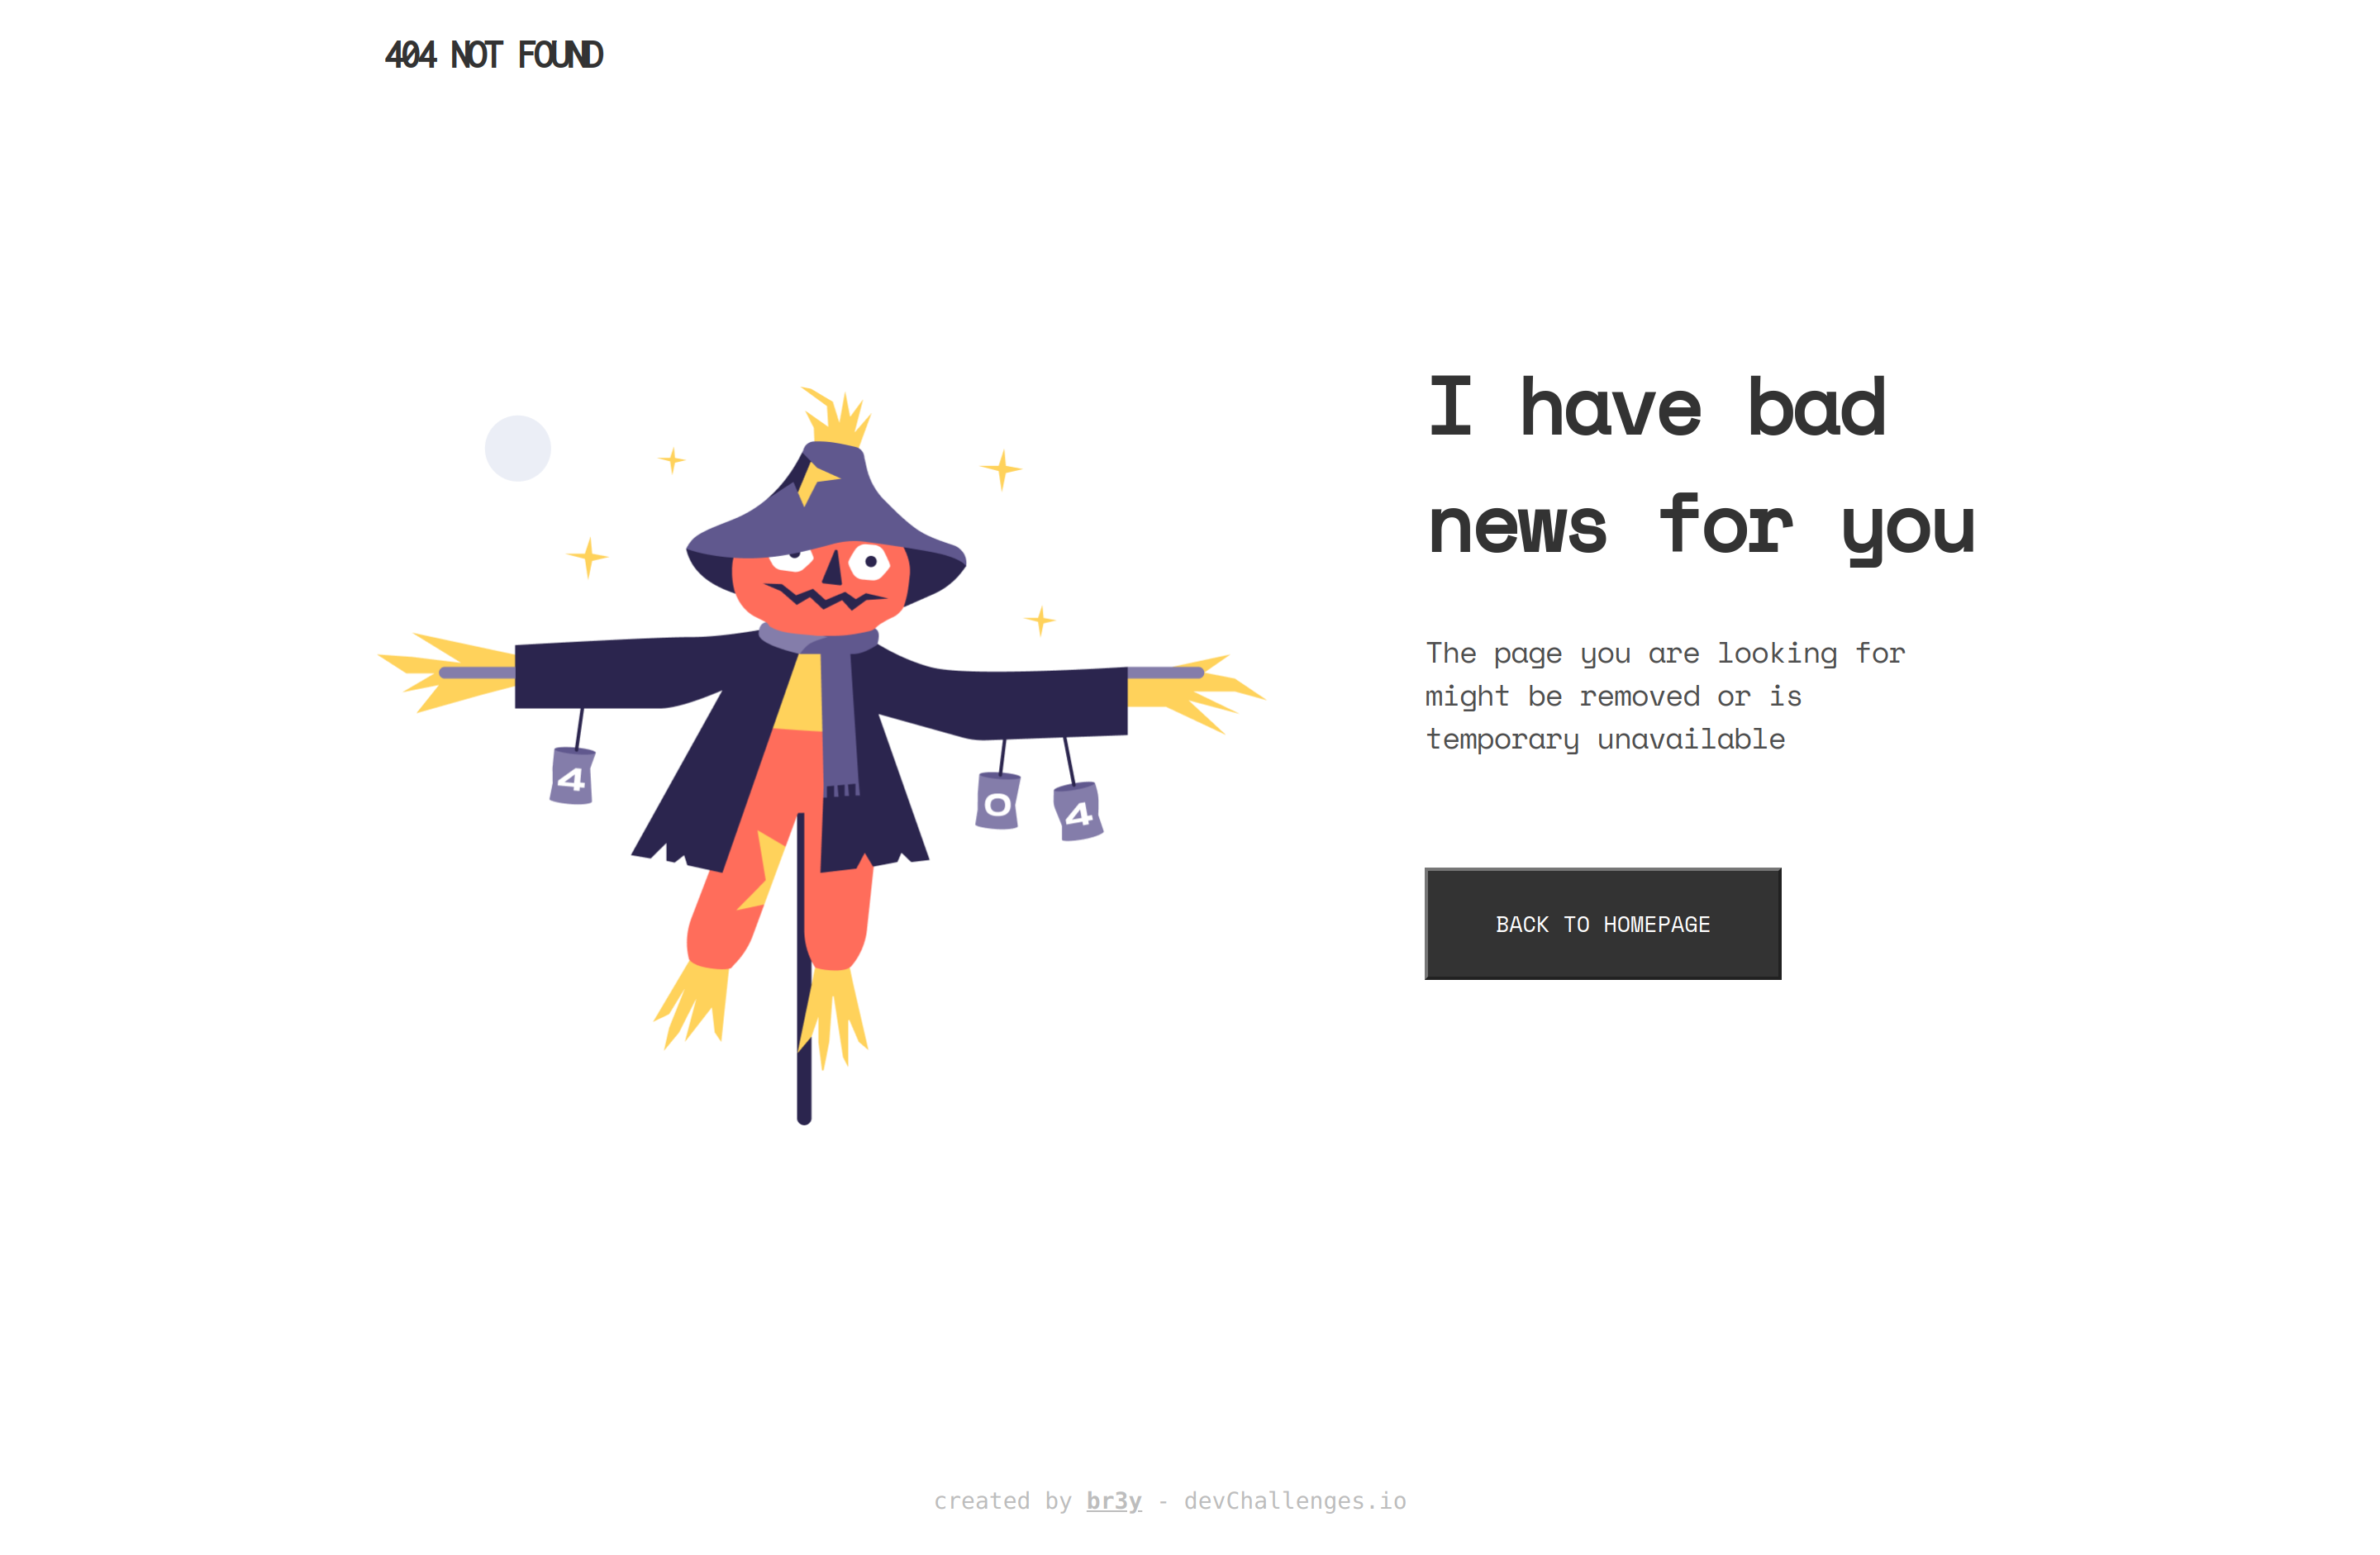 404 NOT FOUND
I have bad
news for you
The page you are looking for
might be removed or is
temporary unavailable
4
0
4
BACK TO HOMEPAGE
created by br3y - devChallenges.io